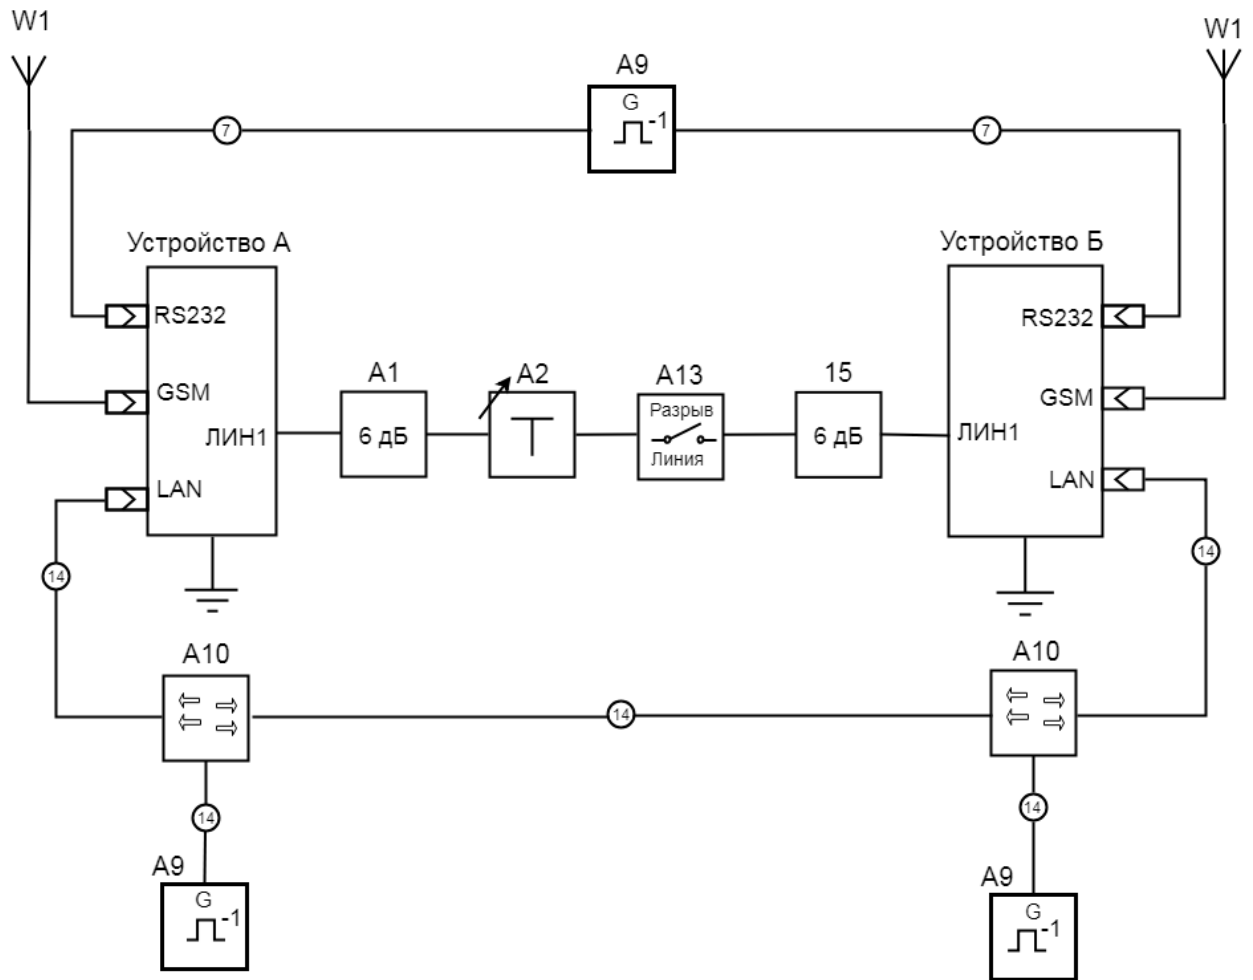 W1
W1
A9
G
-1
7
7
Устройство А
Устройство Б
RS232
RS232
GSM
GSM
ЛИН1
ЛИН1
LAN
LAN
A1
6 дБ
A2
A13
Разрыв
Линия
15
6 дБ
14
14
A10
A10
14
14
14
A9
G
-1
A9
G
-1